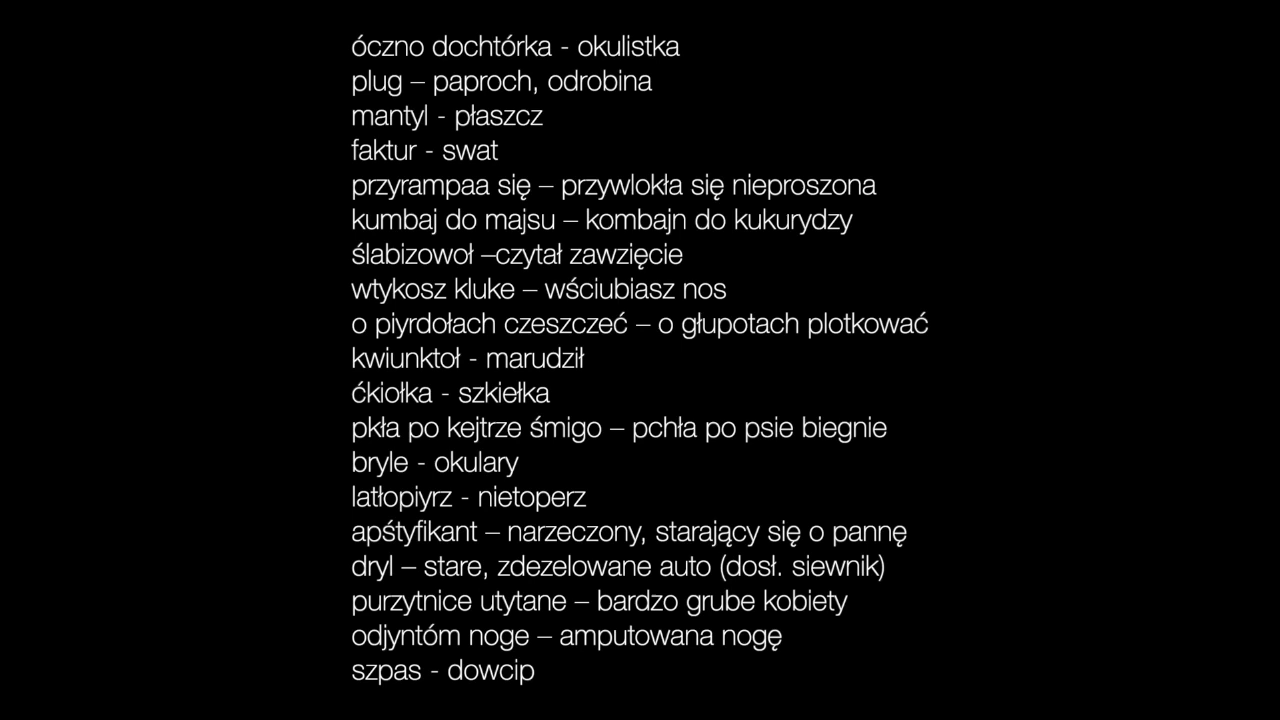 óczno dochtórka - okulistka
plug – paproch, odrobina
mantyl - płaszcz
faktur - swat
przyrampaa się – przywlokła się nieproszona
kumbaj do majsu – kombajn do kukurydzy
ślabizowoł –czytał zawzięcie
wtykosz kluke – wściubiasz nos
o piyrdołach czeszczeć – o głupotach plotkować
kwiunktoł - marudził
ćkiołka - szkiełka
pkła po kejtrze śmigo – pchła po psie biegnie
bryle - okulary
latłopiyrz - nietoperz
apśtyfikant – narzeczony, starający się o pannę
dryl – stare, zdezelowane auto (dosł. siewnik)
purzytnice utytane – bardzo grube kobiety
odjyntóm noge – amputowana nogę
szpas - dowcip